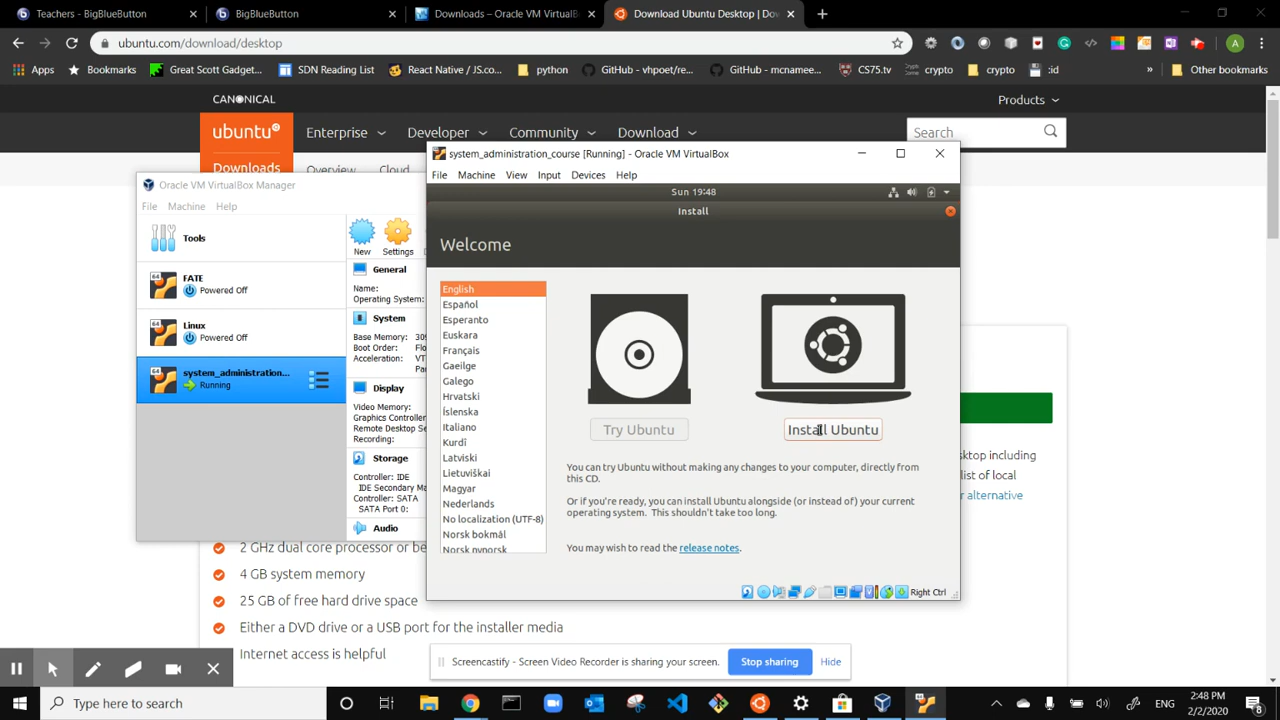 Teachers - BigBlueButton
BigBlueButton
Downloads – VirtualB
Download Ubuntu Desktop | Do
ubuntu.com/download/desktop
A
Apps
Bookmarks
Great Scott Gadget...
SDN Reading List
React Native / JS.co...
python
GitHub - vhpoet/re...
GitHub - mcnamee...
CS75.tv
crypto
crypto
:id
»
Other bookmarks
CANONICAL
Products
ubuntu®
Enterprise
Developer
Community
Download
Search
Downloads
Overview
Cloud
system_administration_course [Running] - Oracle VM VirtualBox
File Machine View Input Devices Help
Oracle VM VirtualBox Manager
File Machine Help
Sun 19:48
Install
Welcome
Tools
New
Settings
FATE
Powered Off
Linux
Powered Off
system_administration...
Running
General
Name:
Operating System:
System
Base Memory: 309
Boot Order: Flo
Acceleration: VT
Pa
Display
Video Memory:
Graphics Controller
Remote Desktop Se
Recording:
Storage
Controller: IDE
IDE Secondary Ma
Controller: SATA
SATA Port 0:
Audio
English
Español
Esperanto
Euskara
Français
Gaeilge
Galego
Hrvatski
Íslenska
Italiano
Kurdî
Latviski
Lietuviškai
Magyar
Nederlands
No localization (UTF-8)
Norsk bokmål
Norsk nynorsk
Try Ubuntu
Install Ubuntu
You can try Ubuntu without making any changes to your computer, directly from
this CD.
Or if you're ready, you can install Ubuntu alongside (or instead of) your current
operating system. This shouldn't take too long.
You may wish to read the release notes.
Right Ctrl
sktop including
list of local
alternative
2 GHz dual core processor or be
4 GB system memory
25 GB of free hard drive space
Either a DVD drive or a USB port for the installer media
Internet access is helpful
Screencastify - Screen Video Recorder is sharing your screen.
Stop sharing
Hide
Type here to search
2:48 PM
2/2/2020
8